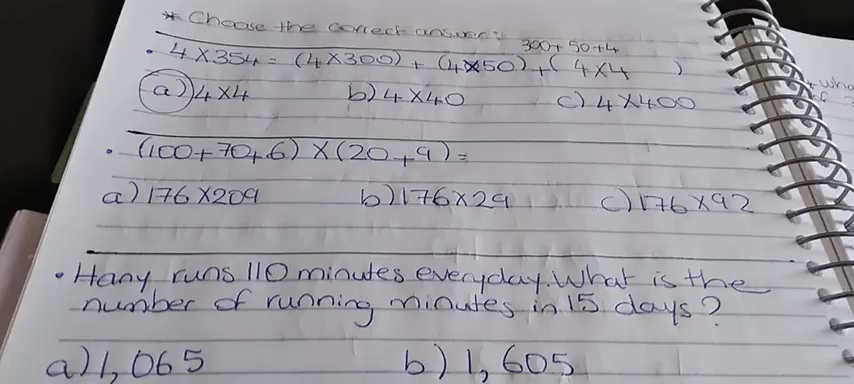 * Choose the correct answer:
300+50+4
• 4×354 = (4×300) + (4×50) + ( 4×4 )
a) 4×4 b) 4×40 c) 4×400
• (100+70+6) × (20+9) =
a) 176×209 b) 176×29 c) 176×92
• Hany runs 110 minutes everyday. What is the
number of running minutes in 15 days?
a) 1,065 b) 1,605